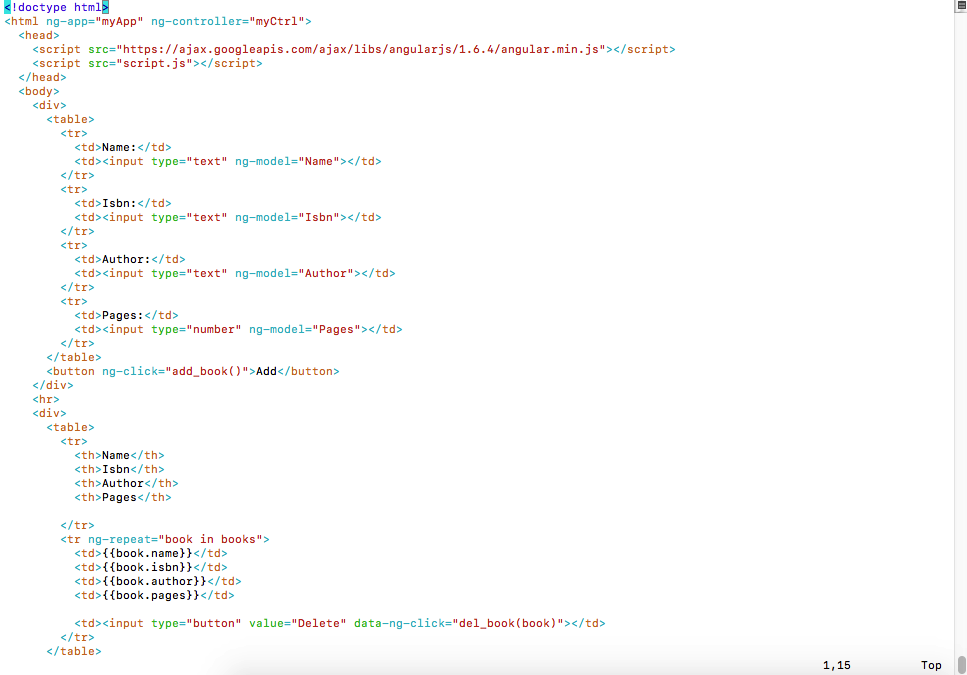 <!doctype html>
<html ng-app="myApp" ng-controller="myCtrl">
  <head>
    <script src="https://ajax.googleapis.com/ajax/libs/angularjs/1.6.4/angular.min.js"></script>
    <script src="script.js"></script>
  </head>
  <body>
    <div>
      <table>
        <tr>
          <td>Name:</td>
          <td><input type="text" ng-model="Name"></td>
        </tr>
        <tr>
          <td>Isbn:</td>
          <td><input type="text" ng-model="Isbn"></td>
        </tr>
        <tr>
          <td>Author:</td>
          <td><input type="text" ng-model="Author"></td>
        </tr>
        <tr>
          <td>Pages:</td>
          <td><input type="number" ng-model="Pages"></td>
        </tr>
      </table>
      <button ng-click="add_book()">Add</button>
    </div>
    <hr>
    <div>
      <table>
        <tr>
          <th>Name</th>
          <th>Isbn</th>
          <th>Author</th>
          <th>Pages</th>

        </tr>
        <tr ng-repeat="book in books">
          <td>{{book.name}}</td>
          <td>{{book.isbn}}</td>
          <td>{{book.author}}</td>
          <td>{{book.pages}}</td>

          <td><input type="button" value="Delete" data-ng-click="del_book(book)"></td>
        </tr>
      </table>
1,15 Top